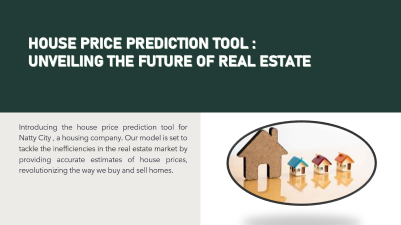 HOUSE PRICE PREDICTION TOOL :
UNVEILING THE FUTURE OF REAL ESTATE
Introducing the house price prediction tool for
Natty City , a housing company. Our model is set to
tackle the inefficiencies in the real estate market by
providing accurate estimates of house prices,
revolutionizing the way we buy and sell homes.